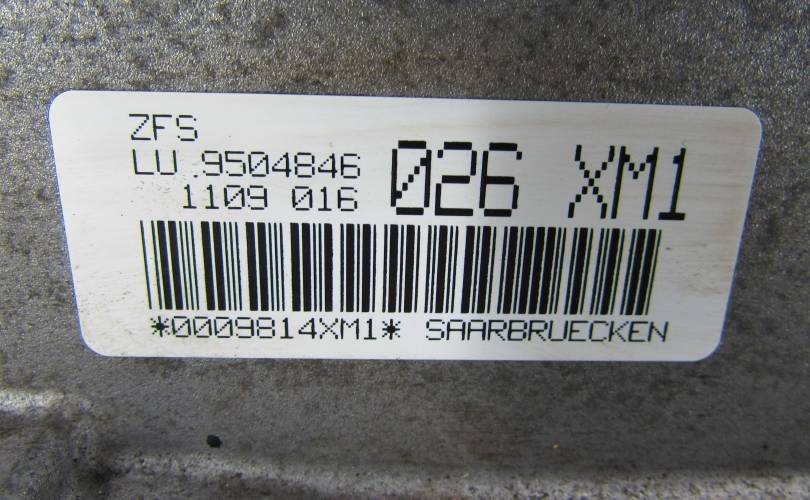 ZFS
LU .9504846 026 XM1
1109 016
*0009814XM1* SAARBRUECKEN